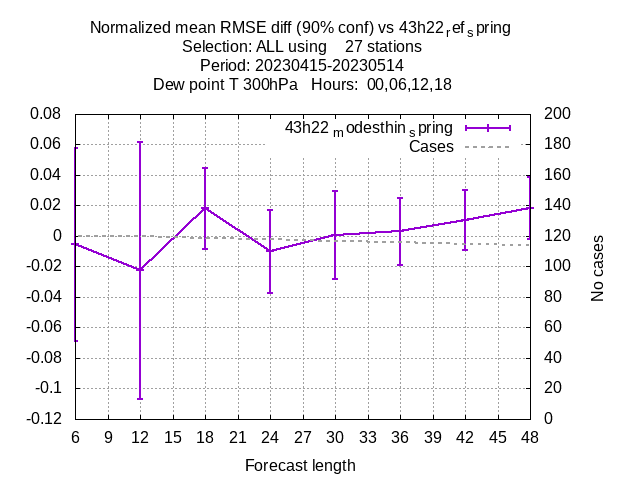 Normalized mean RMSE diff (90% conf) vs 43h22refspring
Selection: ALL using 27 stations
Period: 20230415-20230514
Dew point T 300hPa Hours: 00,06,12,18
43h22modesthinspring
Cases
0.08
0.06
0.04
0.02
0
-0.02
-0.04
-0.06
-0.08
-0.1
-0.12
200
180
160
140
120
100
80
60
40
20
0
No cases
6 9 12 15 18 21 24 27 30 33 36 39 42 45 48
Forecast length